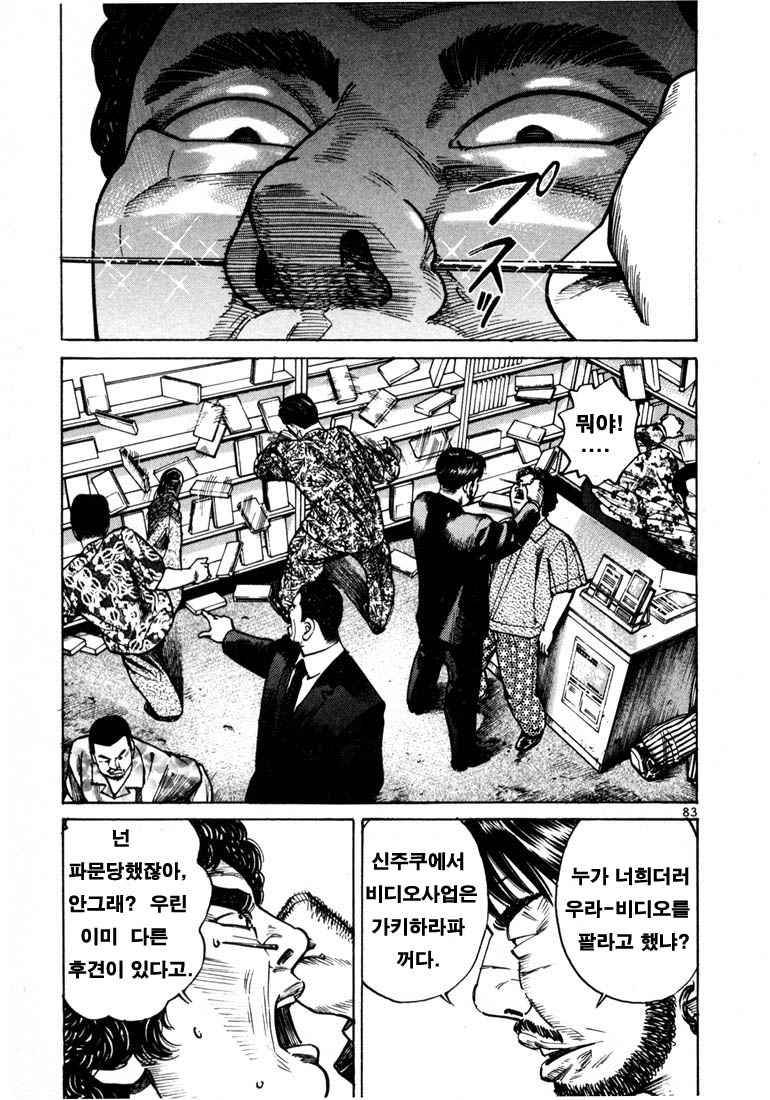 プスッ
뭐야!
....
83
누가 너희더러
우라-비디오를
팔라고 했냐?
신주쿠에서
비디오사업은
가키하라파
꺼다.
넌
파문당했잖아,
안그래? 우린
이미 다른
후견이 있다고.